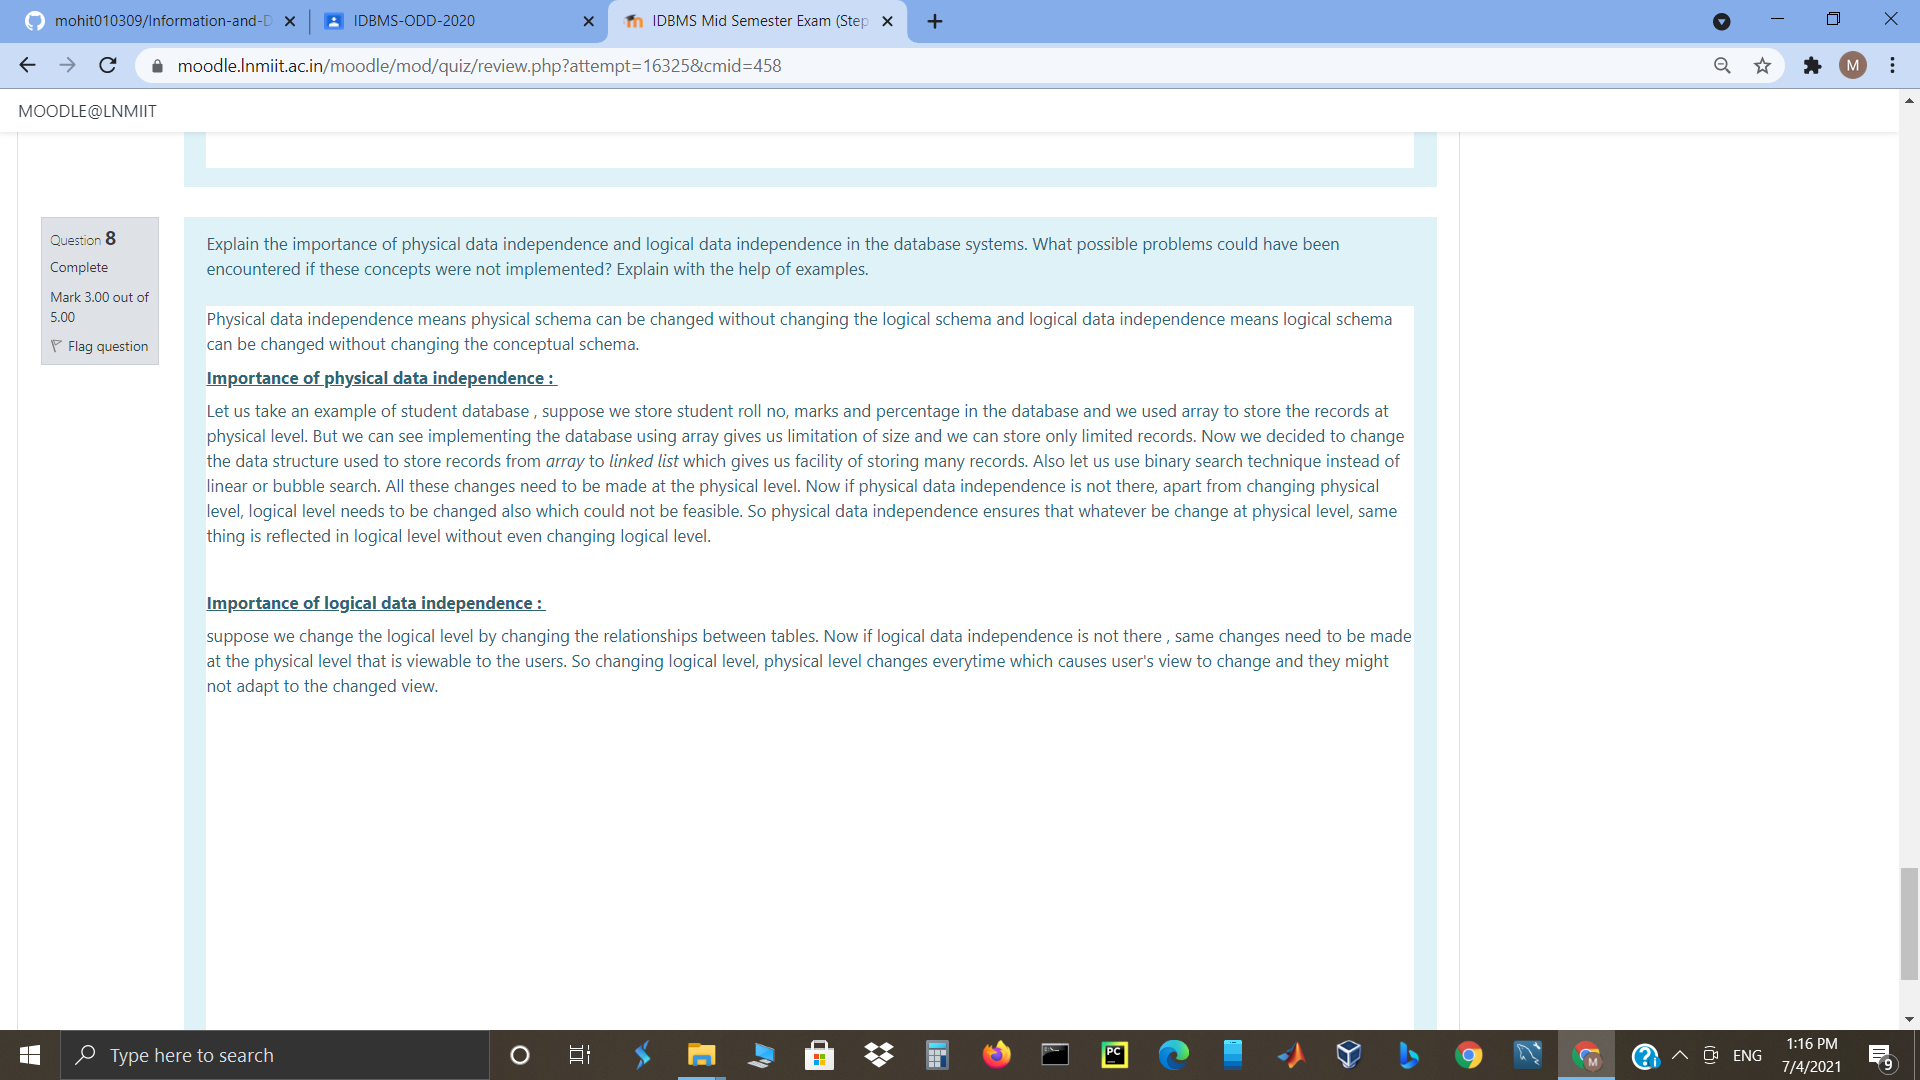 mohit010309/Information-and-D
IDBMS-ODD-2020
IDBMS Mid Semester Exam (Step
moodle.lnmiit.ac.in/moodle/mod/quiz/review.php?attempt=16325&cmid=458
M
MOODLE@LNMIIT
Question 8
Complete
Mark 3.00 out of
5.00
Flag question
Explain the importance of physical data independence and logical data independence in the database systems. What possible problems could have been
encountered if these concepts were not implemented? Explain with the help of examples.
Physical data independence means physical schema can be changed without changing the logical schema and logical data independence means logical schema
can be changed without changing the conceptual schema.
Importance of physical data independence :
Let us take an example of student database , suppose we store student roll no, marks and percentage in the database and we used array to store the records at
physical level. But we can see implementing the database using array gives us limitation of size and we can store only limited records. Now we decided to change
the data structure used to store records from array to linked list which gives us facility of storing many records. Also let us use binary search technique instead of
linear or bubble search. All these changes need to be made at the physical level. Now if physical data independence is not there, apart from changing physical
level, logical level needs to be changed also which could not be feasible. So physical data independence ensures that whatever be change at physical level, same
thing is reflected in logical level without even changing logical level.
Importance of logical data independence :
suppose we change the logical level by changing the relationships between tables. Now if logical data independence is not there , same changes need to be made
at the physical level that is viewable to the users. So changing logical level, physical level changes everytime which causes user's view to change and they might
not adapt to the changed view.
Type here to search
PC
M
ENG
1:16 PM
7/4/2021
9